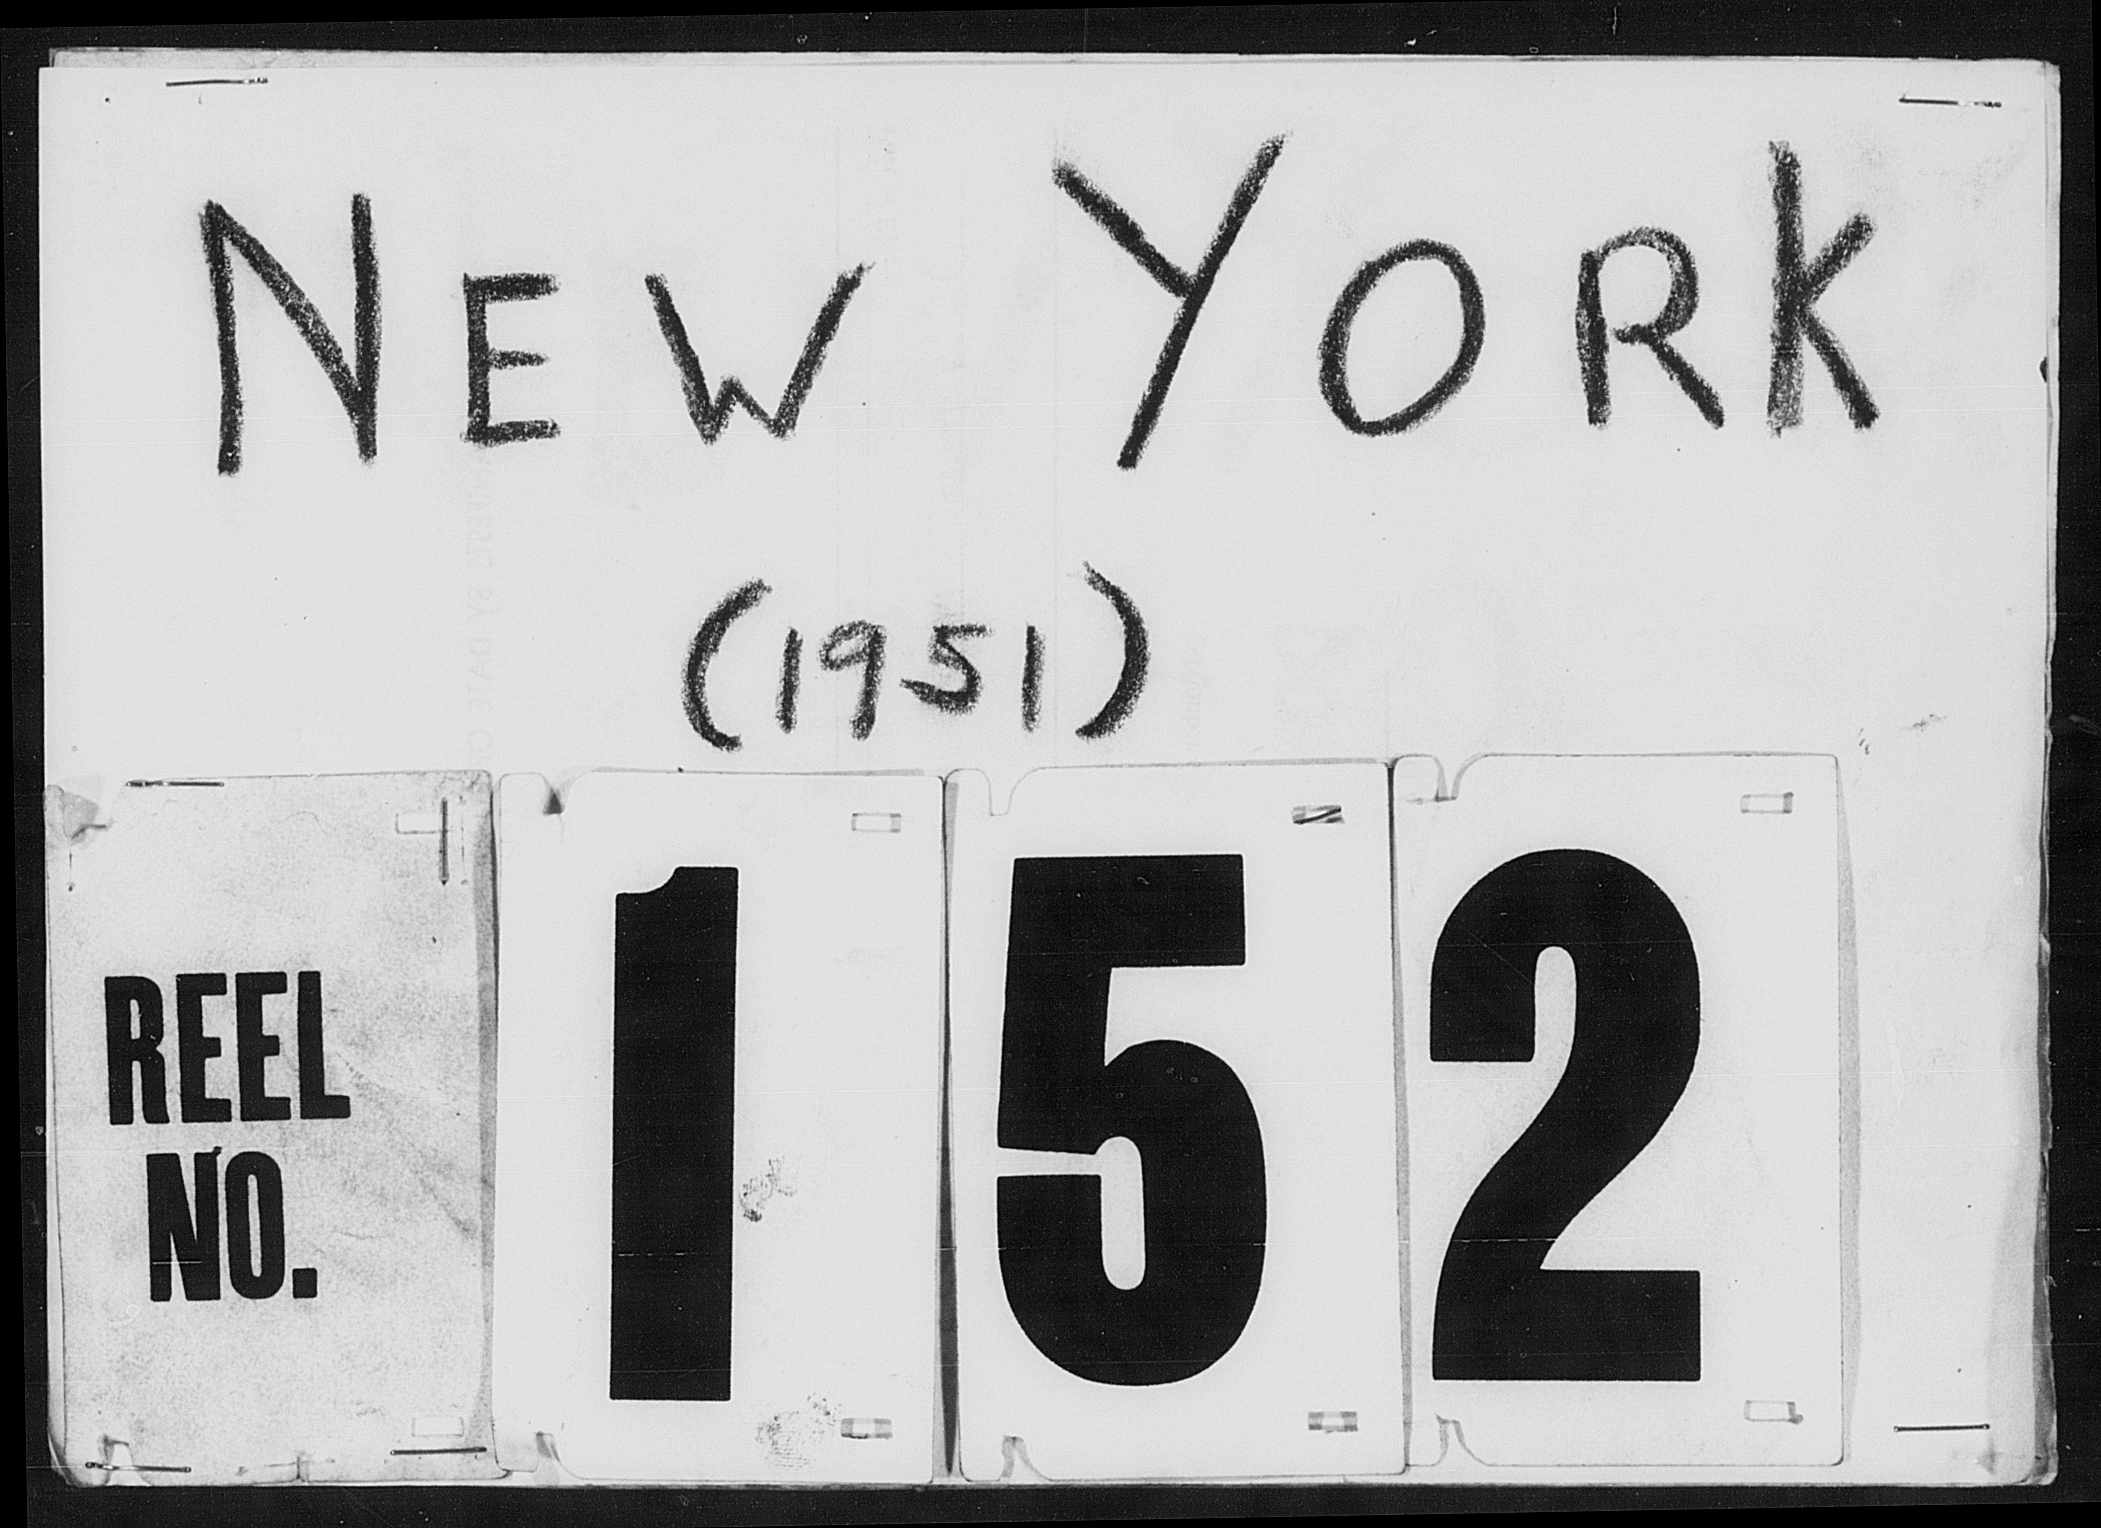 NEW YORK
(1951)
REEL
NO.
152